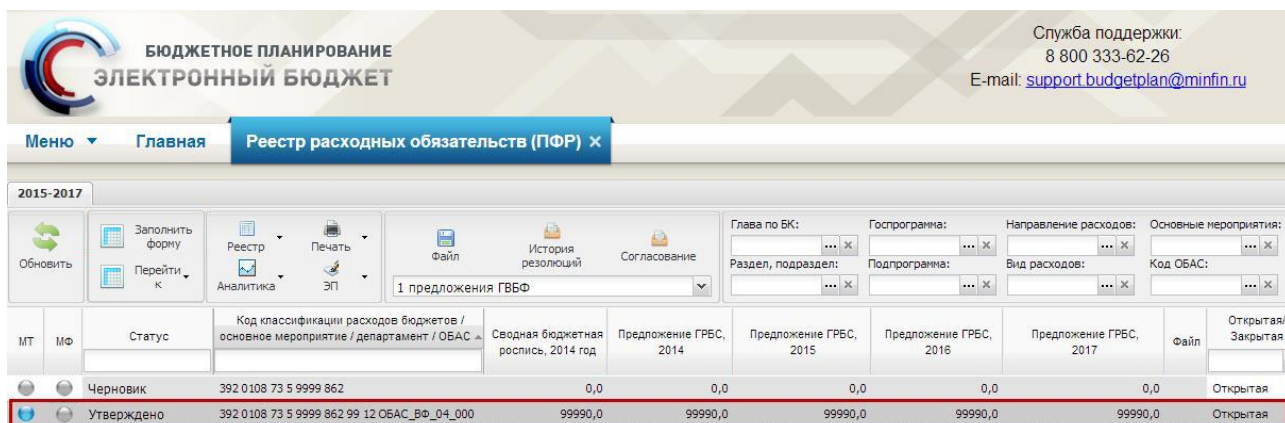 БЮДЖЕТНОЕ ПЛАНИРОВАНИЕ
ЭЛЕКТРОННЫЙ БЮДЖЕТ
Служба поддержки:
8 800 333-62-26
E-mail: support.budgetplan@minfin.ru
Меню Главная Реестр расходных обязательств (ПФР) ×
2015-2017
Обновить
Заполнить
форму
Перейти
к
Реестр
Аналитика
Печать
ЭП
Файл
История
резолюций
Согласование
1 предложения ГВБФ
Глава по БК: Госпрограмма: Направление расходов: Основные мероприятия:
Раздел, подраздел: Подпрограмма: Вид расходов: Код ОБАС:
МТ
МФ
Статус
Код классификации расходов бюджетов /
основное мероприятие / департамент / ОБАС
Сводная бюджетная
роспись, 2014 год
Предложение ГРБС,
2014
Предложение ГРБС,
2015
Предложение ГРБС,
2016
Предложение ГРБС,
2017
Файл
Открытая/
Закрытая
Черновик 392 0108 73 5 9999 862 0,0 0,0 0,0 0,0 0,0 Открытая
Утверждено 392 0108 73 5 9999 862 99 12 ОБАС_ВФ_04_000 99990,0 99990,0 99990,0 99990,0 99990,0 Открытая